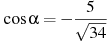 cos α = −5/√34